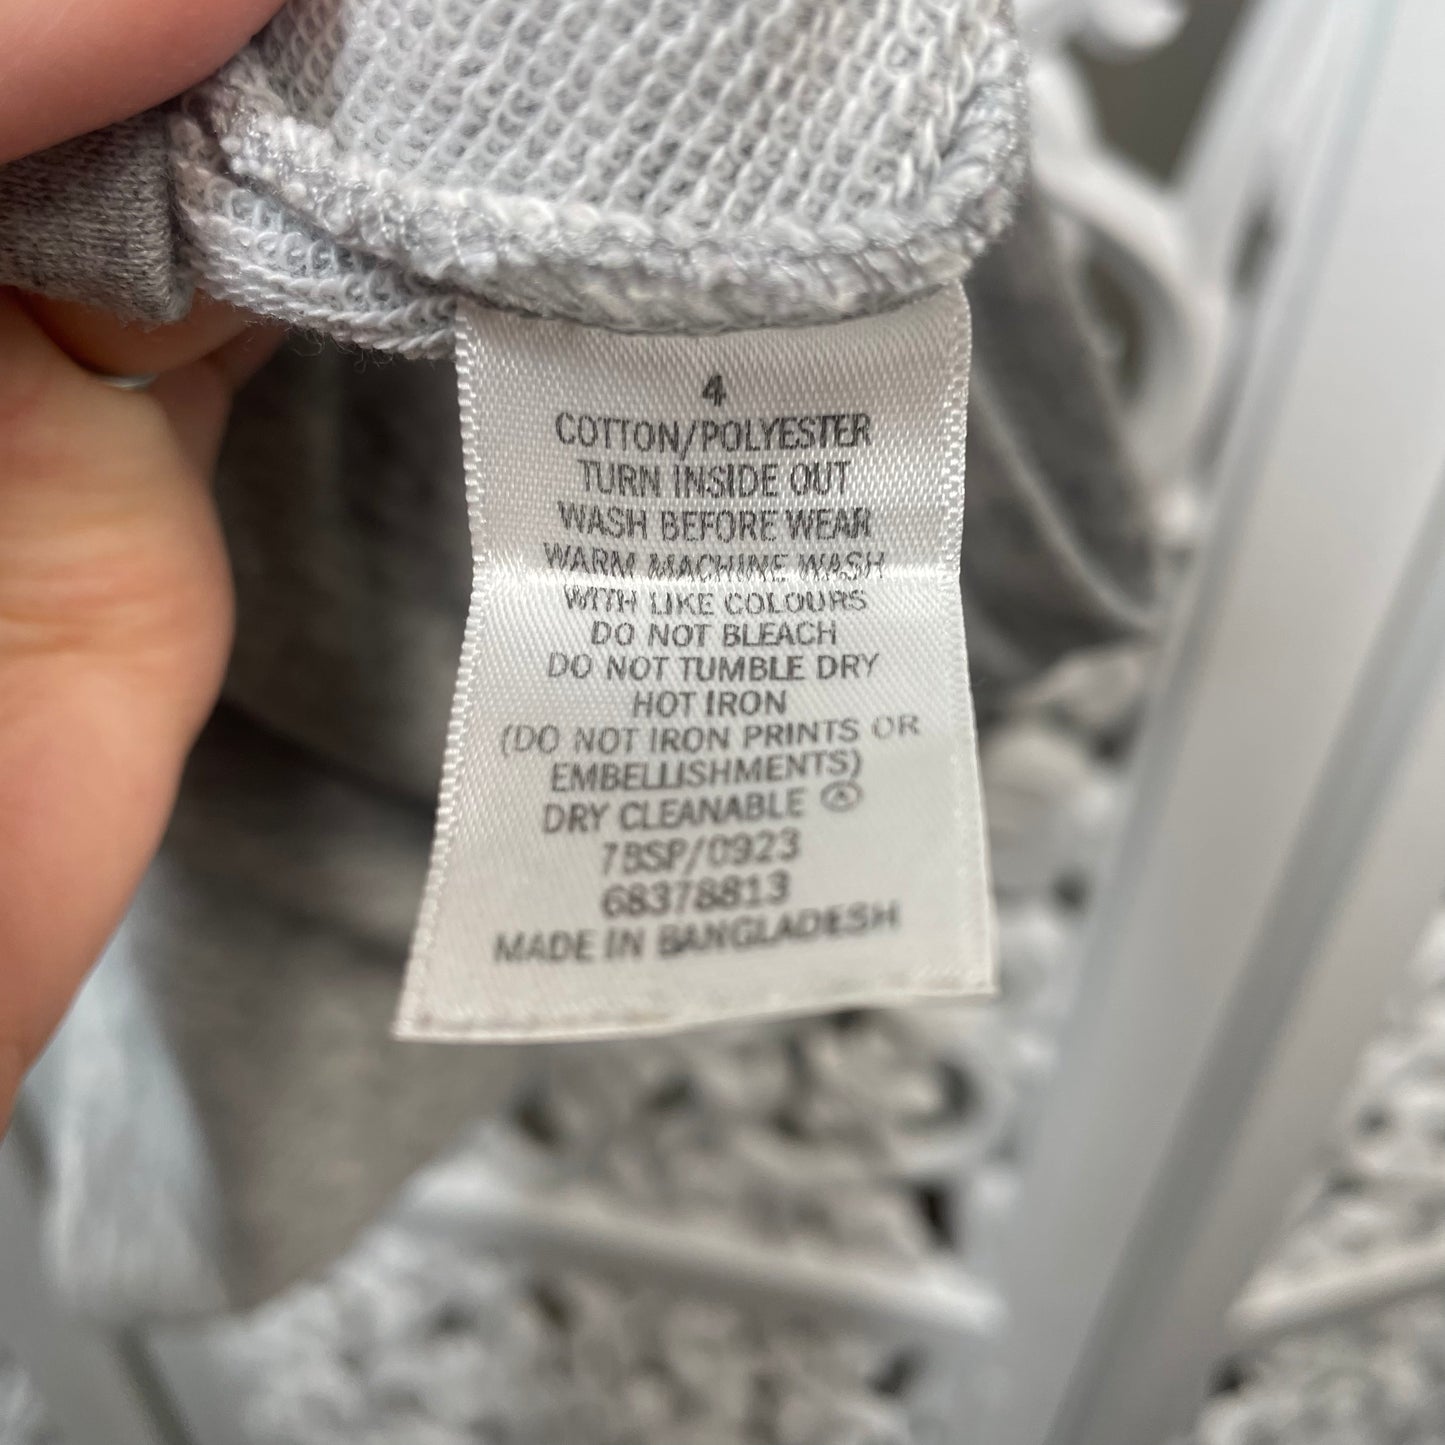 4
COTTON/POLYESTER
TURN INSIDE OUT
WASH BEFORE WEAR
WARM MACHINE WASH
WITH LIKE COLOURS
DO NOT BLEACH
DO NOT TUMBLE DRY
HOT IRON
(DO NOT IRON PRINTS OR
EMBELLISHMENTS)
DRY CLEANABLE Ⓐ
7BSP/0923
68378813
MADE IN BANGLADESH